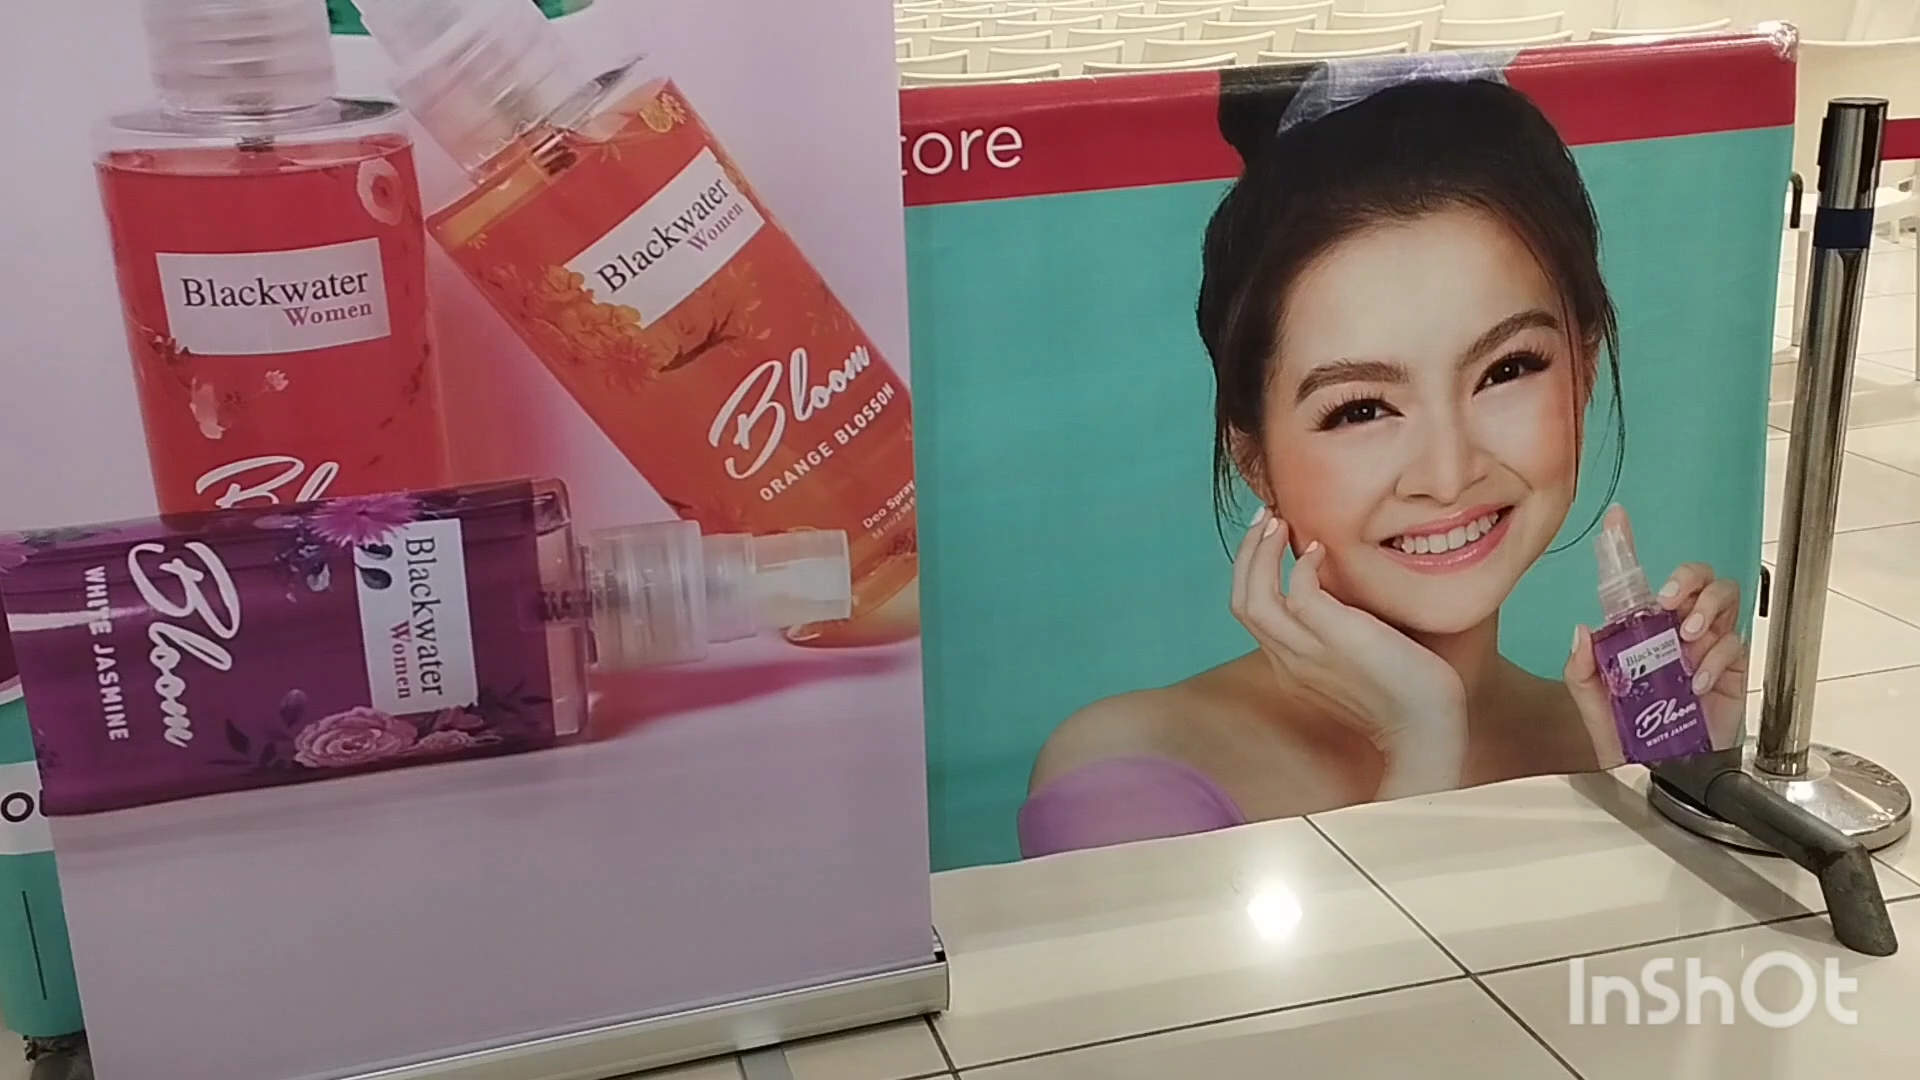 Blackwater
Women
Bl
Blackwater
Women
Bloom
ORANGE BLOSSOM
Deo Spray
Blackwater
Women
Bloom
WHITE JASMINE
tore
Blackwater
Women
Bloom
WHITE JASMINE
InShOt